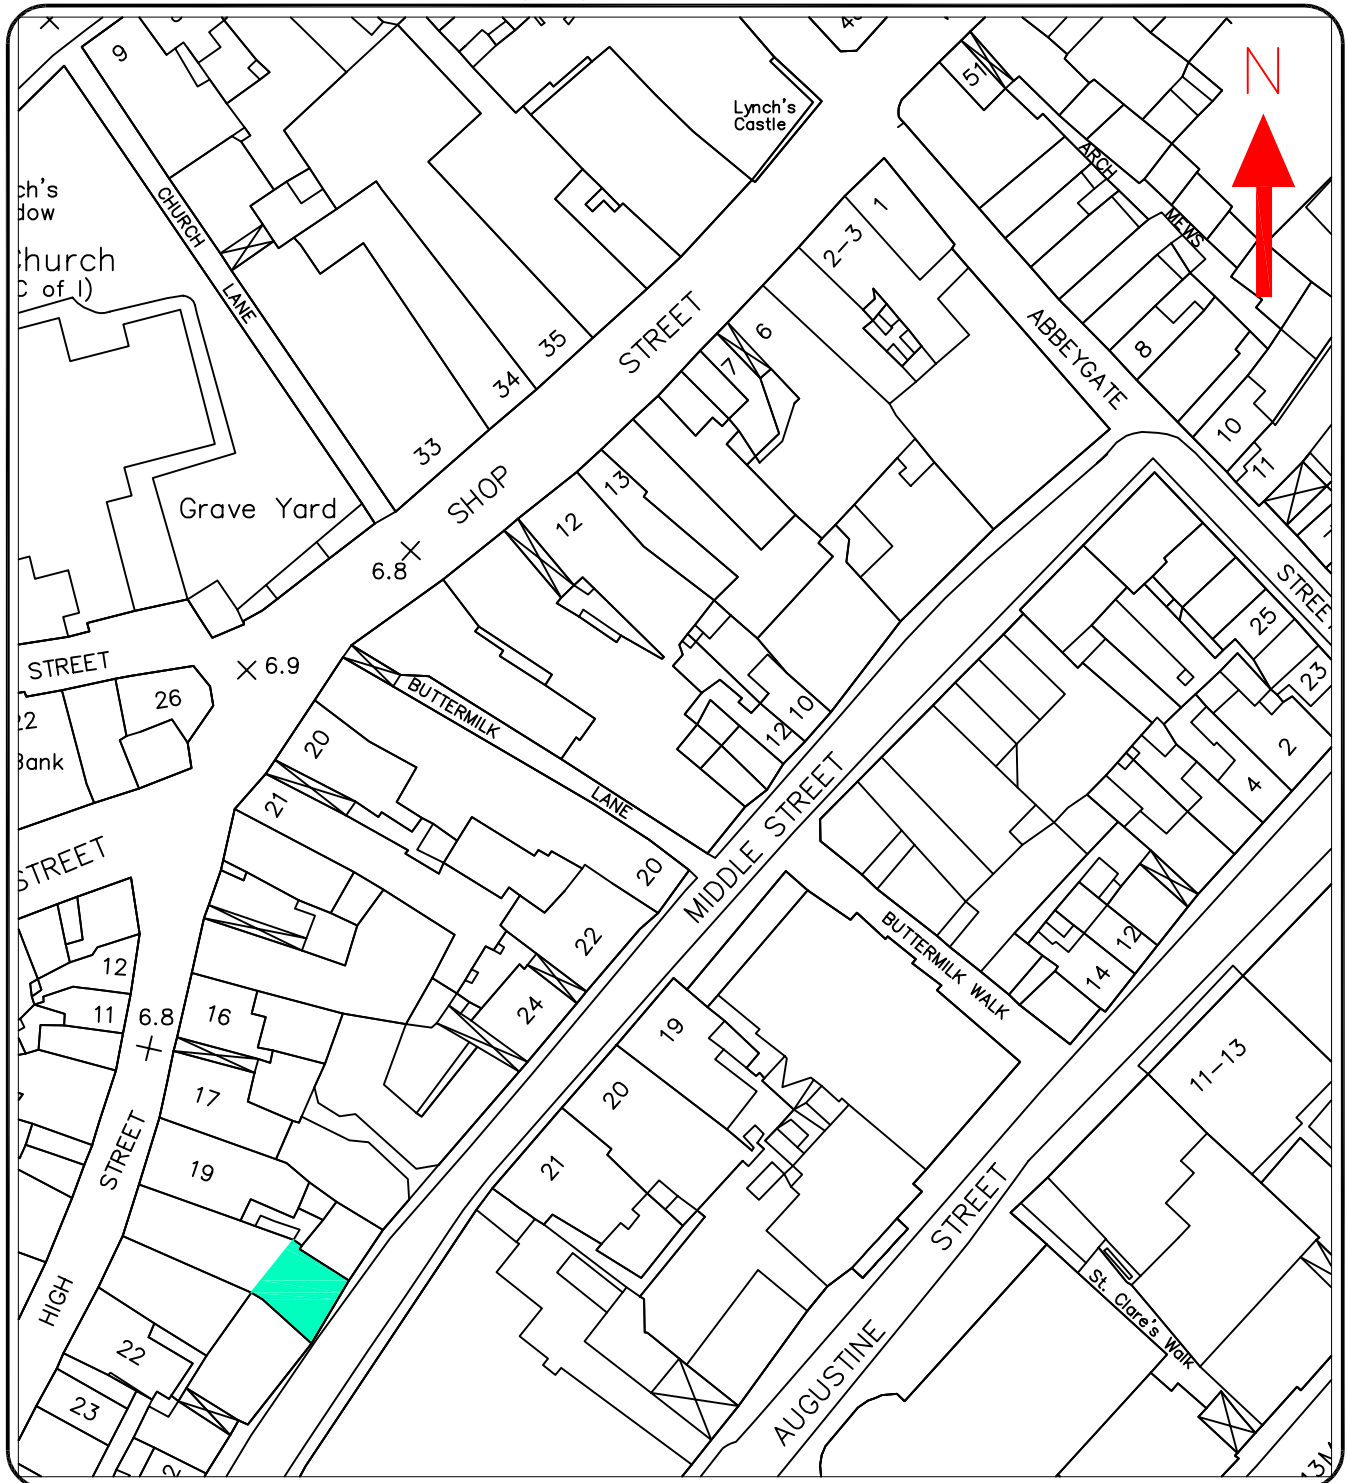 9
N
51
Lynch's
Castle
ARCH
MEWS
ch's
dow
CHURCH
LANE
Church
C of I)
1
2-3
6
7
8
ABBEYGATE
STREET
35
34
33
STREET
SHOP
10
11
Grave Yard
13
12
6.8
STREET
6.9
26
22
Bank
25
23
2
4
BUTTERMILK
LANE
10
12
20
21
20
22
24
MIDDLE STREET
STREET
12
11
6.8
16
17
19
STREET
HIGH
22
23
2
BUTTERMILK WALK
12
14
19
20
21
11-13
STREET
AUGUSTINE
St. Clare's Walk